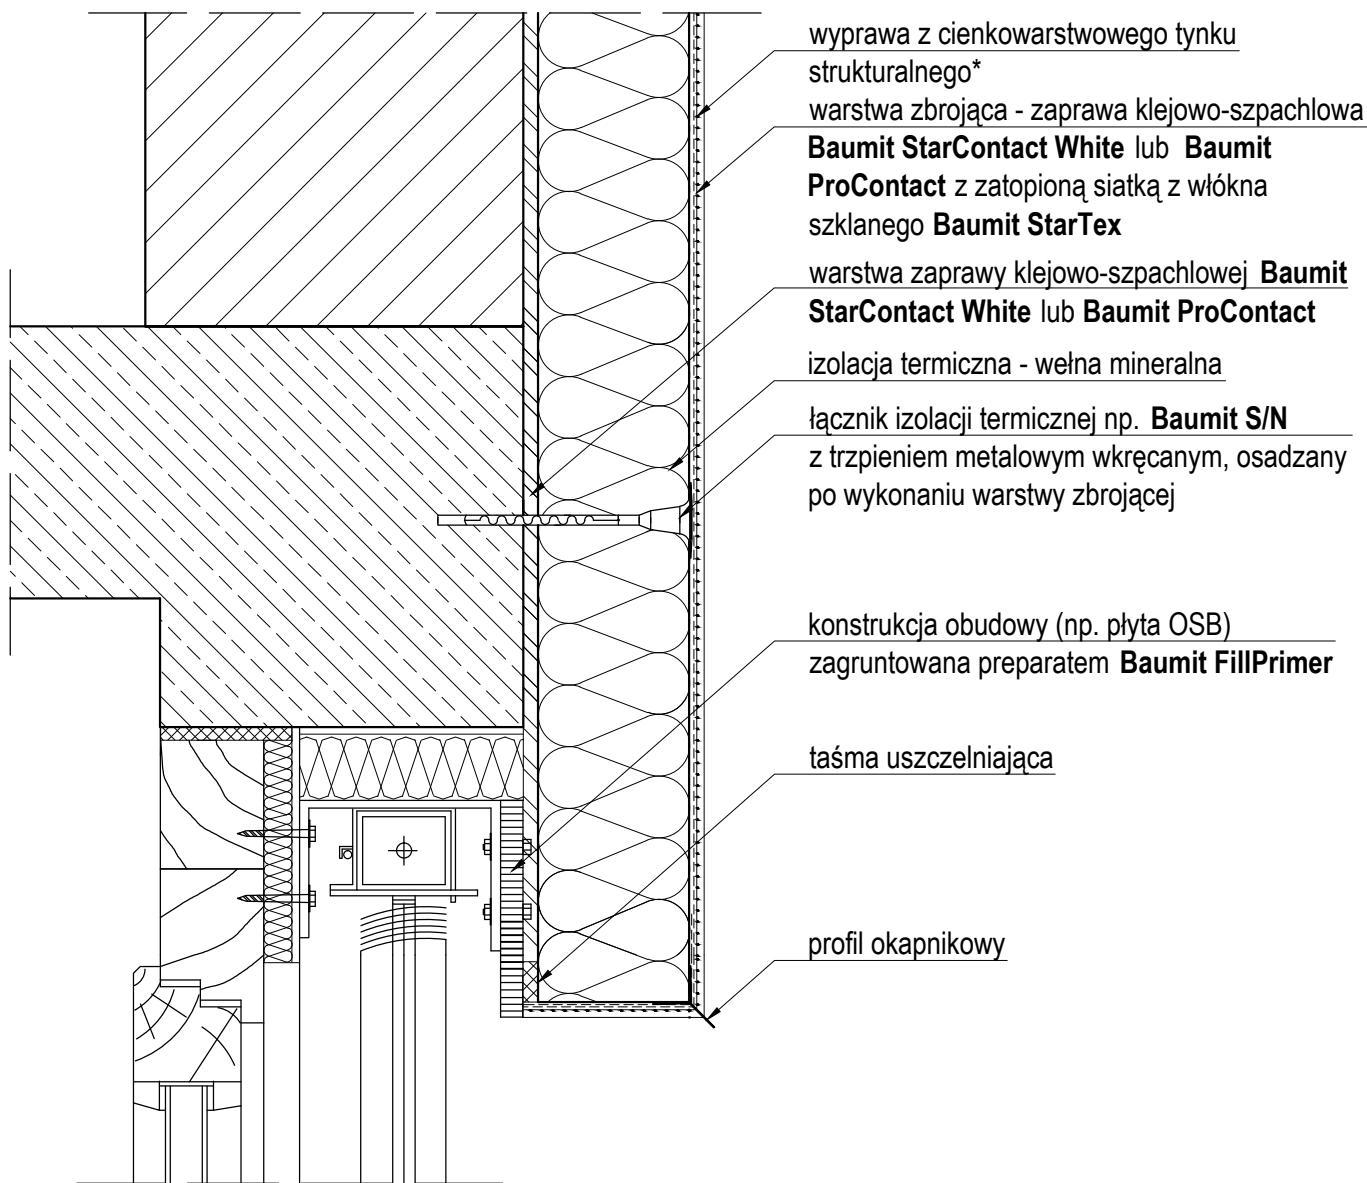 wyprawa z cienkowarstwowego tynku
strukturalnego*
warstwa zbrojąca - zaprawa klejowo-szpachlowa
Baumit StarContact White lub Baumit
ProContact z zatopioną siatką z włókna
szklanego Baumit StarTex
warstwa zaprawy klejowo-szpachlowej Baumit
StarContact White lub Baumit ProContact
izolacja termiczna - wełna mineralna
łącznik izolacji termicznej np. Baumit S/N
z trzpieniem metalowym wkręcanym, osadzany
po wykonaniu warstwy zbrojącej
konstrukcja obudowy (np. płyta OSB)
zagruntowana preparatem Baumit FillPrimer
taśma uszczelniająca
profil okapnikowy